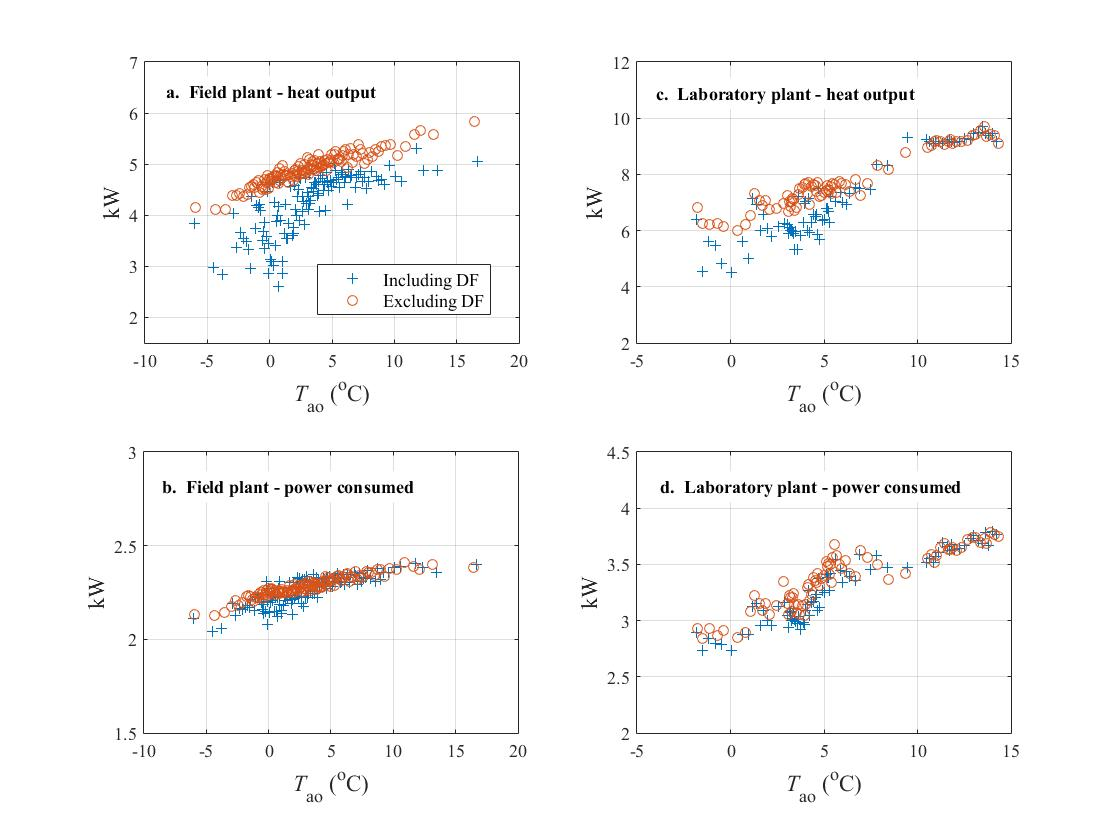 a. Field plant - heat output
kW
7
6
5
4
3
2
-10 -5 0 5 10 15 20
T_ao (°C)
Including DF
Excluding DF
c. Laboratory plant - heat output
kW
12
10
8
6
4
2
-5 0 5 10 15
T_ao (°C)
b. Field plant - power consumed
kW
3
2.5
2
1.5
-10 -5 0 5 10 15 20
T_ao (°C)
d. Laboratory plant - power consumed
kW
4.5
4
3.5
3
2.5
2
-5 0 5 10 15
T_ao (°C)